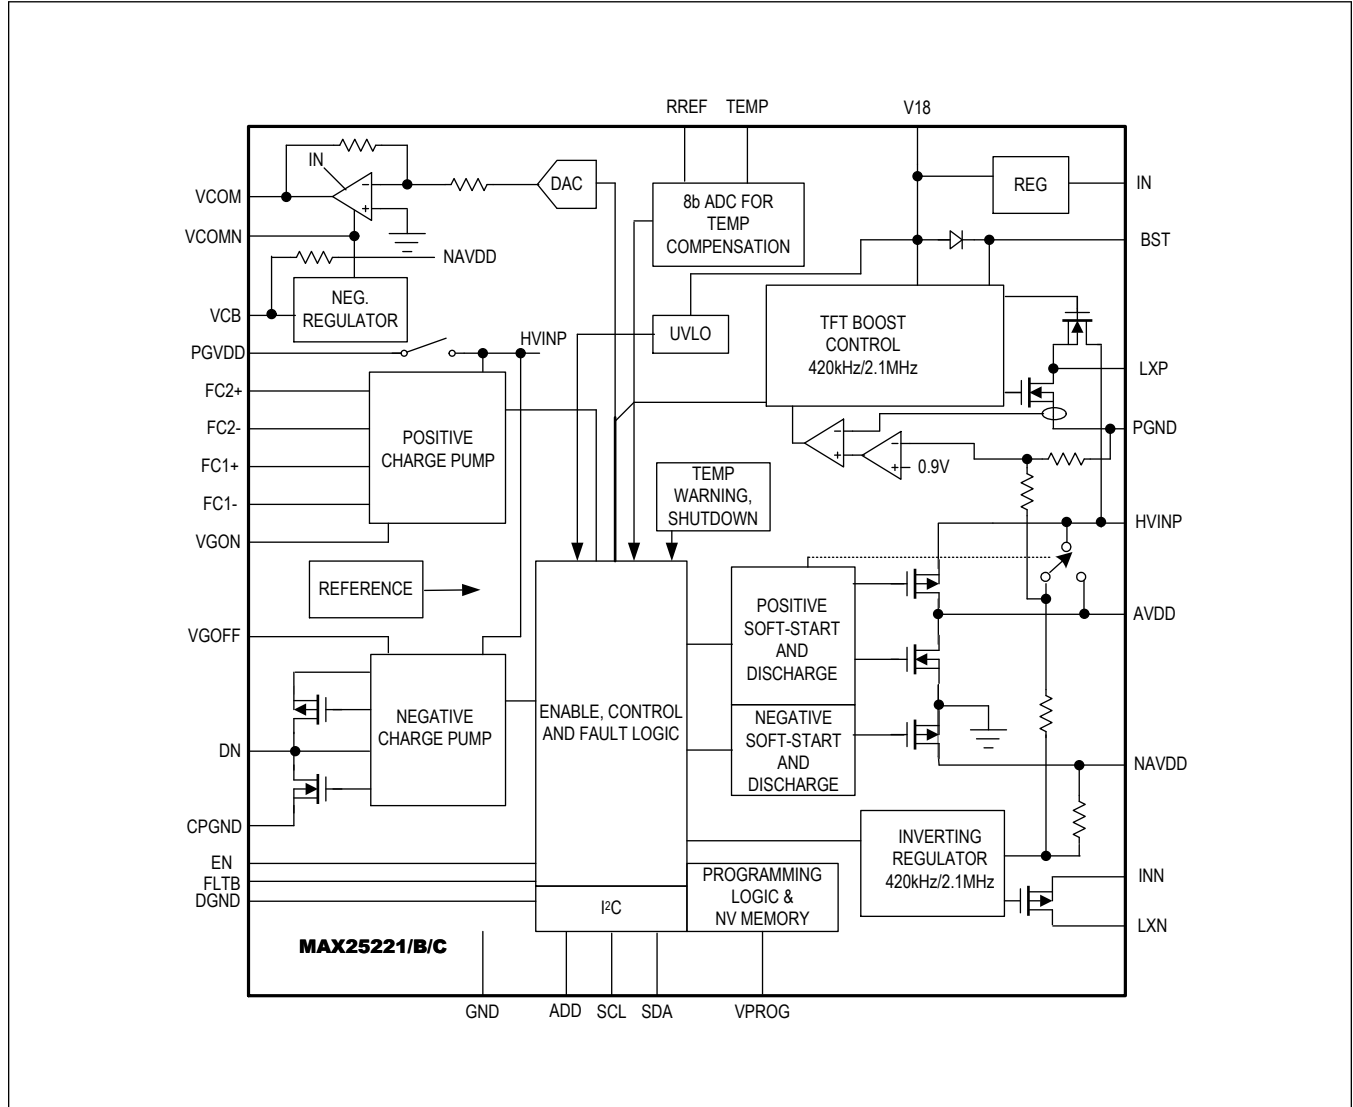 RREF TEMP V18
IN
DAC
VCOM
VCOMN
NAVDD
NEG.
REGULATOR
VCB
8b ADC FOR
TEMP
COMPENSATION
UVLO
REG
IN
BST
TFT BOOST
CONTROL
420kHz/2.1MHz
LXP
PGND
0.9V
HVINP
PGVDD
HVINP
FC2+
FC2-
FC1+
FC1-
VGON
POSITIVE
CHARGE PUMP
TEMP
WARNING,
SHUTDOWN
REFERENCE
VGOFF
NEGATIVE
CHARGE PUMP
DN
CPGND
ENABLE, CONTROL
AND FAULT LOGIC
POSITIVE
SOFT-START
AND
DISCHARGE
NEGATIVE
SOFT-START
AND
DISCHARGE
AVDD
NAVDD
INVERTING
REGULATOR
420kHz/2.1MHz
INN
LXN
EN
FLTB
DGND
I²C
PROGRAMMING
LOGIC &
NV MEMORY
MAX25221/B/C
GND ADD SCL SDA VPROG
- + - + - +